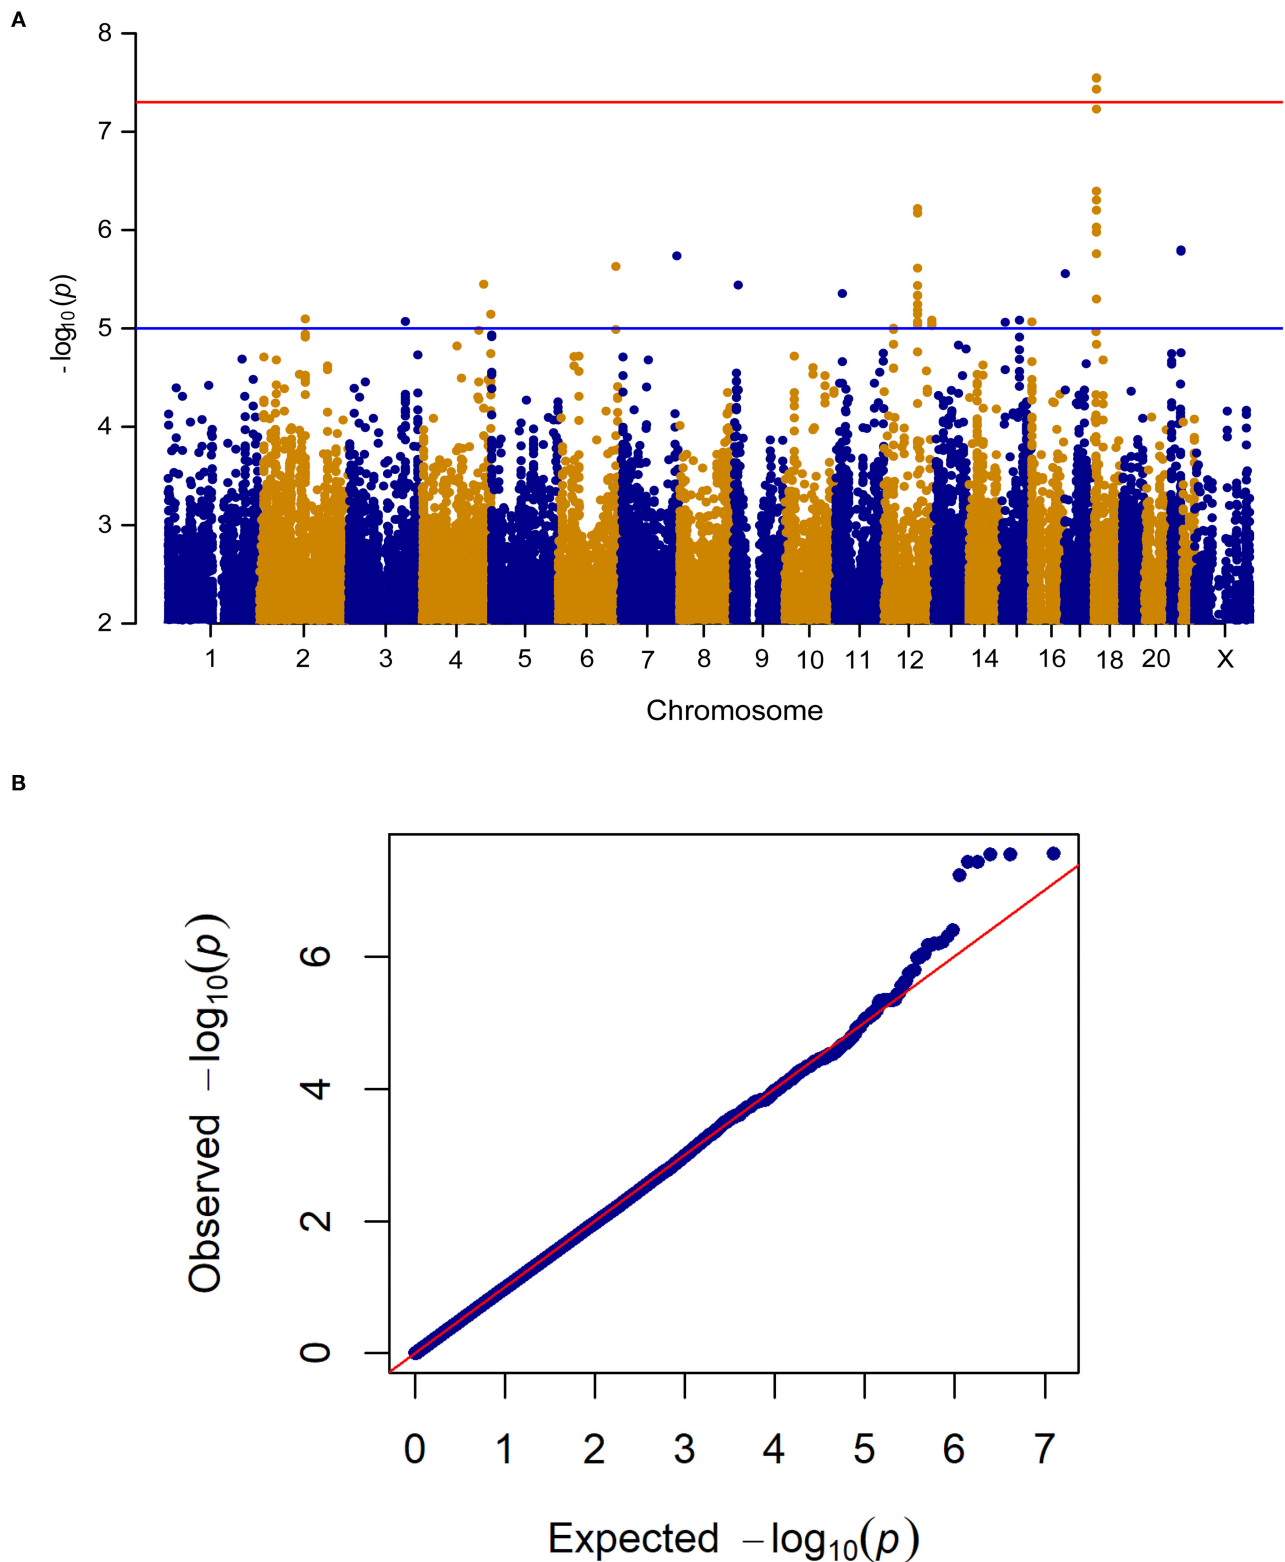 A
8
7
6
5
4
3
2
-log10(p)
1 2 3 4 5 6 7 8 9 10 11 12 14 16 18 20 X
Chromosome
B
6
4
2
0
Observed −log10(p)
0 1 2 3 4 5 6 7
Expected −log10(p)